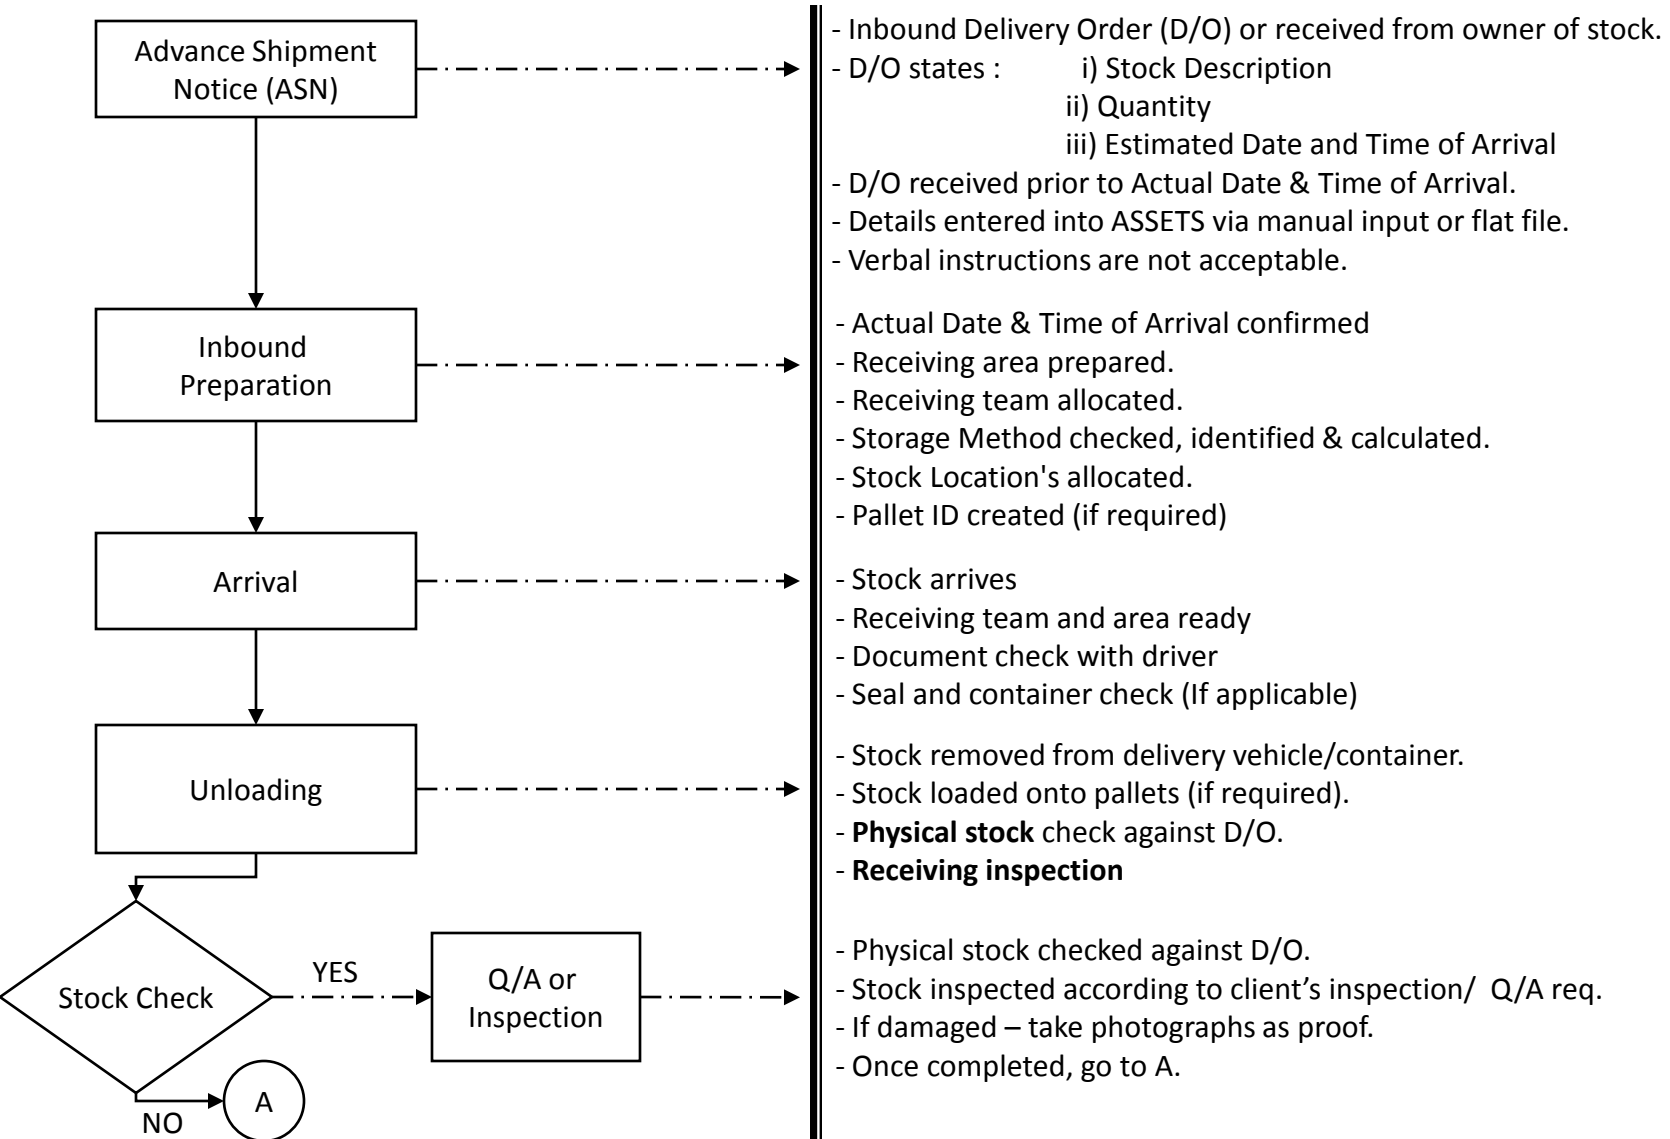 Advance Shipment
Notice (ASN)
- Inbound Delivery Order (D/O) or received from owner of stock.
- D/O states : i) Stock Description
ii) Quantity
iii) Estimated Date and Time of Arrival
- D/O received prior to Actual Date & Time of Arrival.
- Details entered into ASSETS via manual input or flat file.
- Verbal instructions are not acceptable.
Inbound
Preparation
- Actual Date & Time of Arrival confirmed
- Receiving area prepared.
- Receiving team allocated.
- Storage Method checked, identified & calculated.
- Stock Location's allocated.
- Pallet ID created (if required)
Arrival
- Stock arrives
- Receiving team and area ready
- Document check with driver
- Seal and container check (If applicable)
Unloading
- Stock removed from delivery vehicle/container.
- Stock loaded onto pallets (if required).
- Physical stock check against D/O.
- Receiving inspection
Stock Check
YES
Q/A or
Inspection
- Physical stock checked against D/O.
- Stock inspected according to client’s inspection/ Q/A req.
- If damaged – take photographs as proof.
- Once completed, go to A.
NO
A